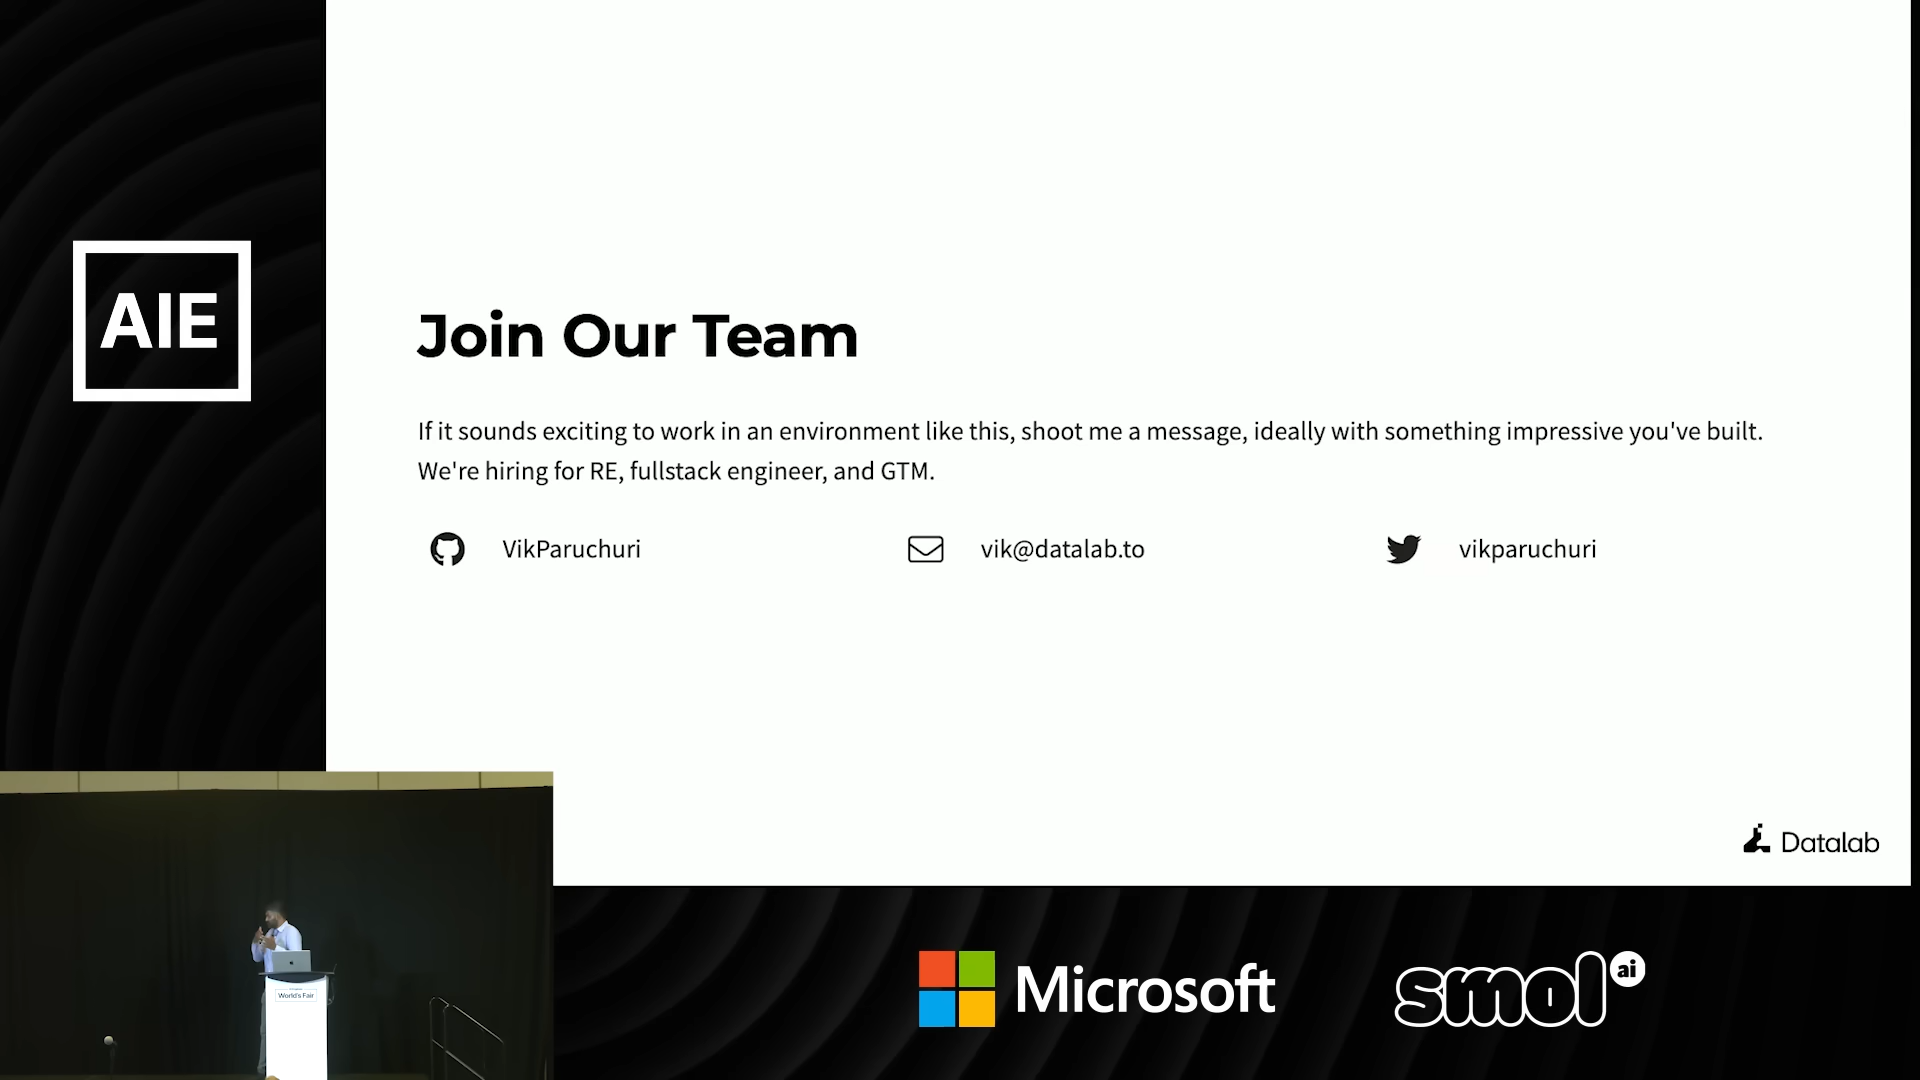 AIE
Join Our Team
If it sounds exciting to work in an environment like this, shoot me a message, ideally with something impressive you've built.
We're hiring for RE, fullstack engineer, and GTM.
VikParuchuri
vik@datalab.to
vikparuchuri
Datalab
World's Fair
Microsoft
smol ai